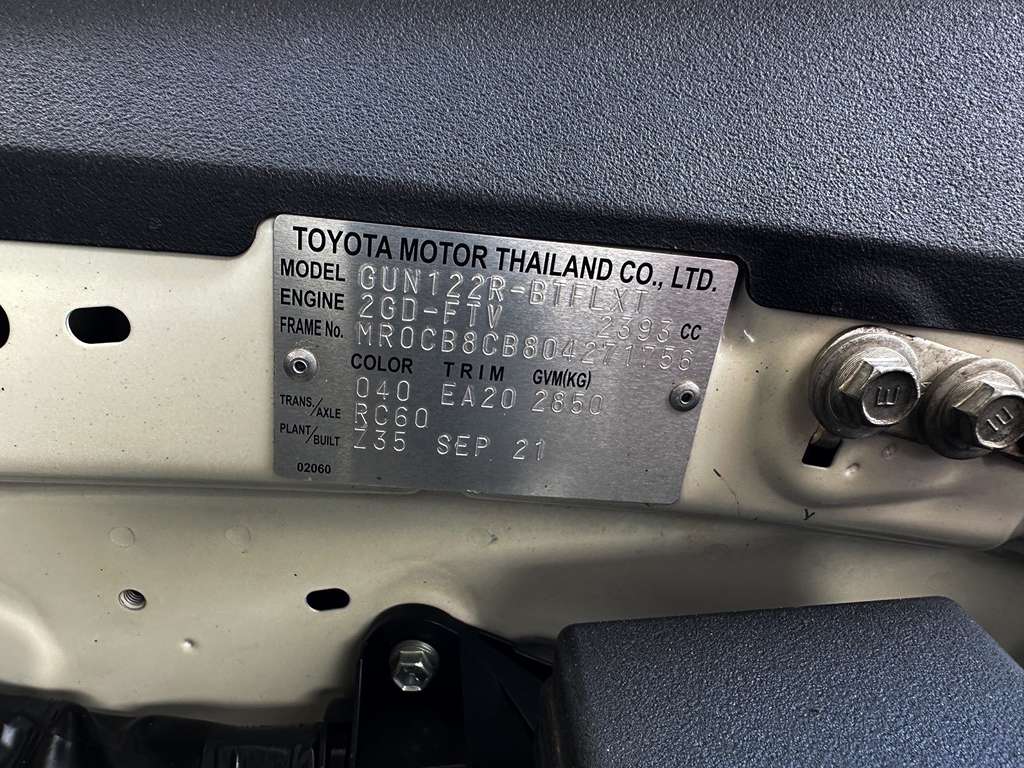 TOYOTA MOTOR THAILAND CO., LTD.
MODEL GUN122R-BTFLXT
ENGINE 2GD-FTV 2393 CC
FRAME No. MR0CB8CB804271756
COLOR TRIM GVM(KG)
040 EA20 2850
TRANS./AXLE RC60
PLANT/BUILT Z35 SEP 21
02060
E
E